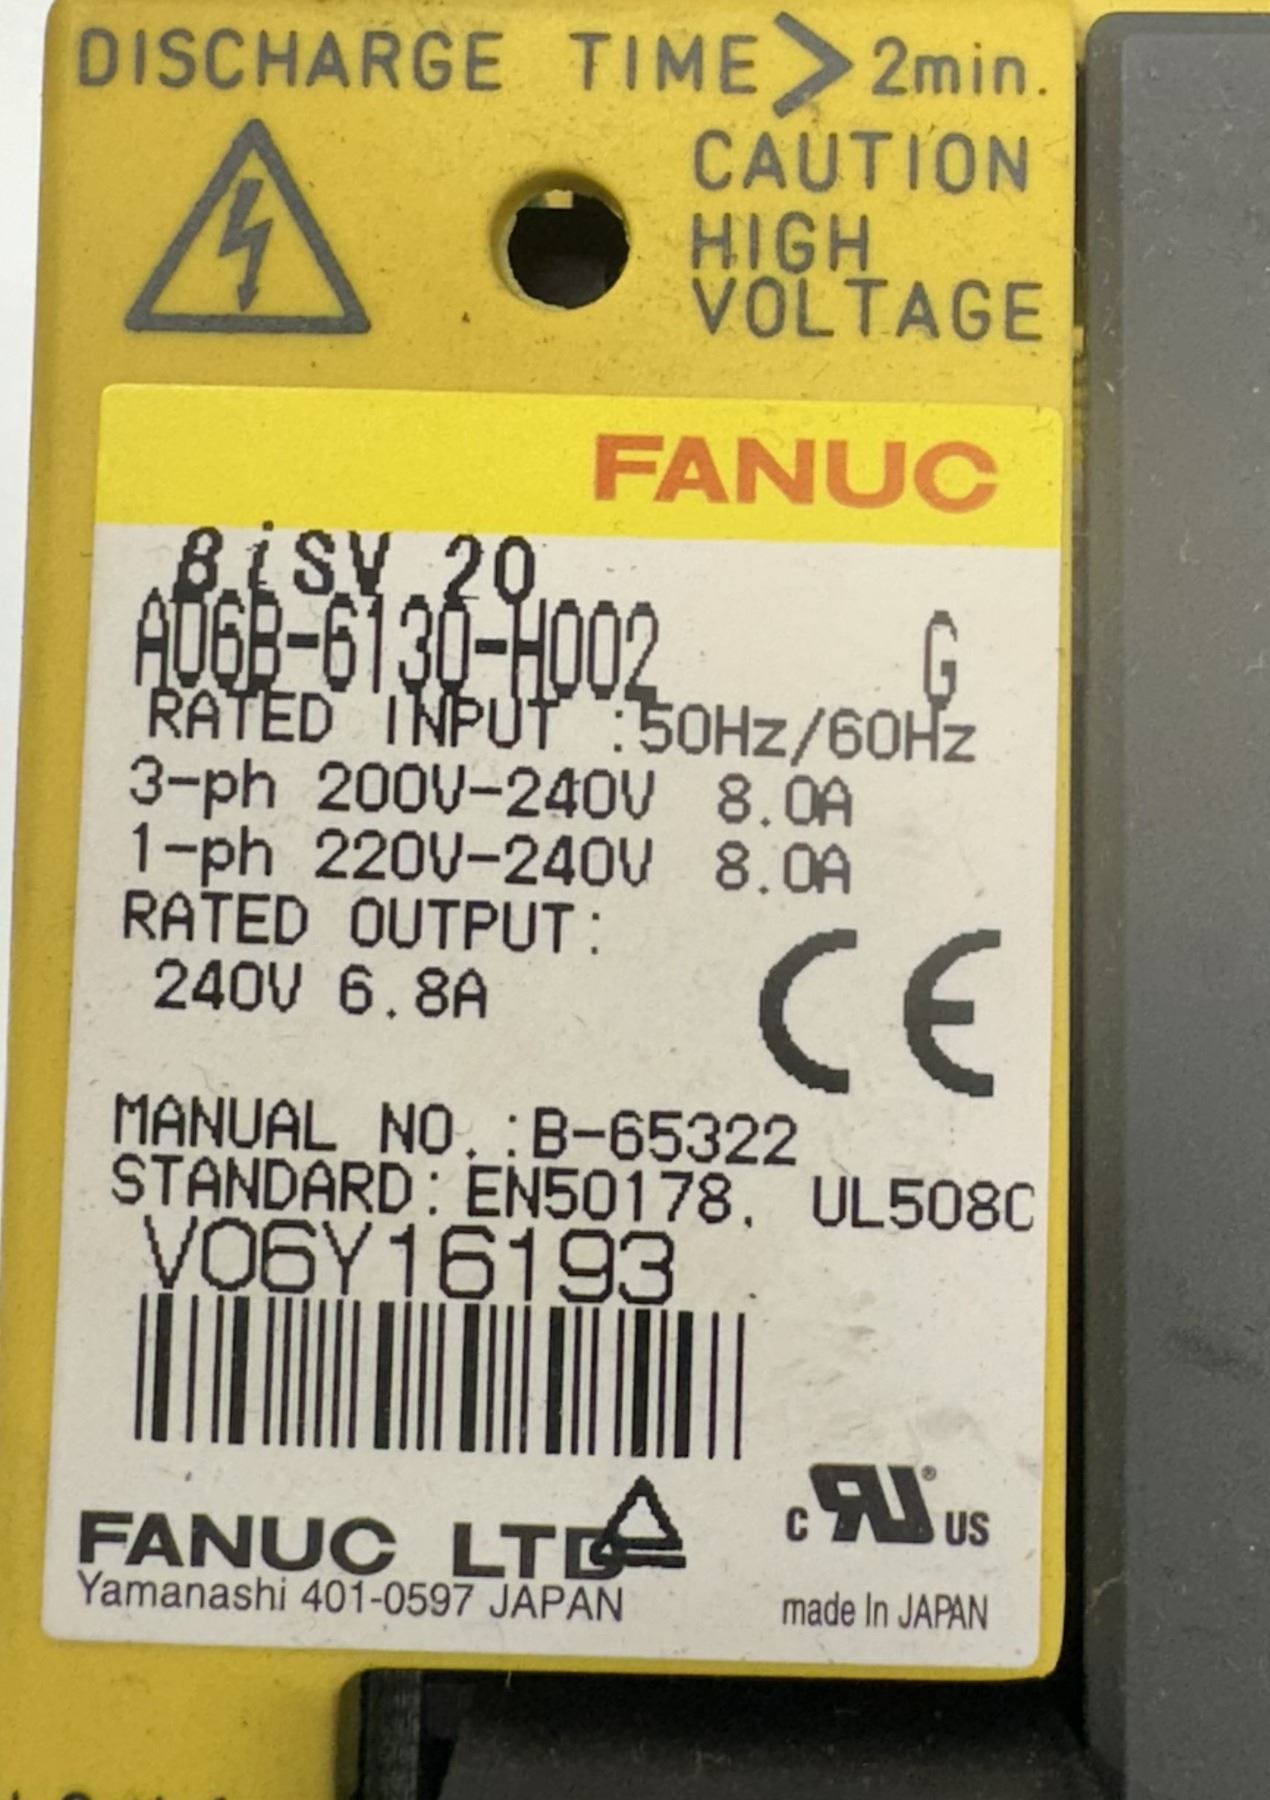 DISCHARGE TIME > 2min.
CAUTION
HIGH
VOLTAGE
FANUC
βiSV 20
A06B-6130-H002 G
RATED INPUT :50Hz/60Hz
3-ph 200V-240V 8.0A
1-ph 220V-240V 8.0A
RATED OUTPUT:
240V 6.8A
CE
MANUAL NO.:B-65322
STANDARD:EN50178, UL508C
V06Y16193
FANUC LTD
Yamanashi 401-0597 JAPAN
c RU ® US
made In JAPAN